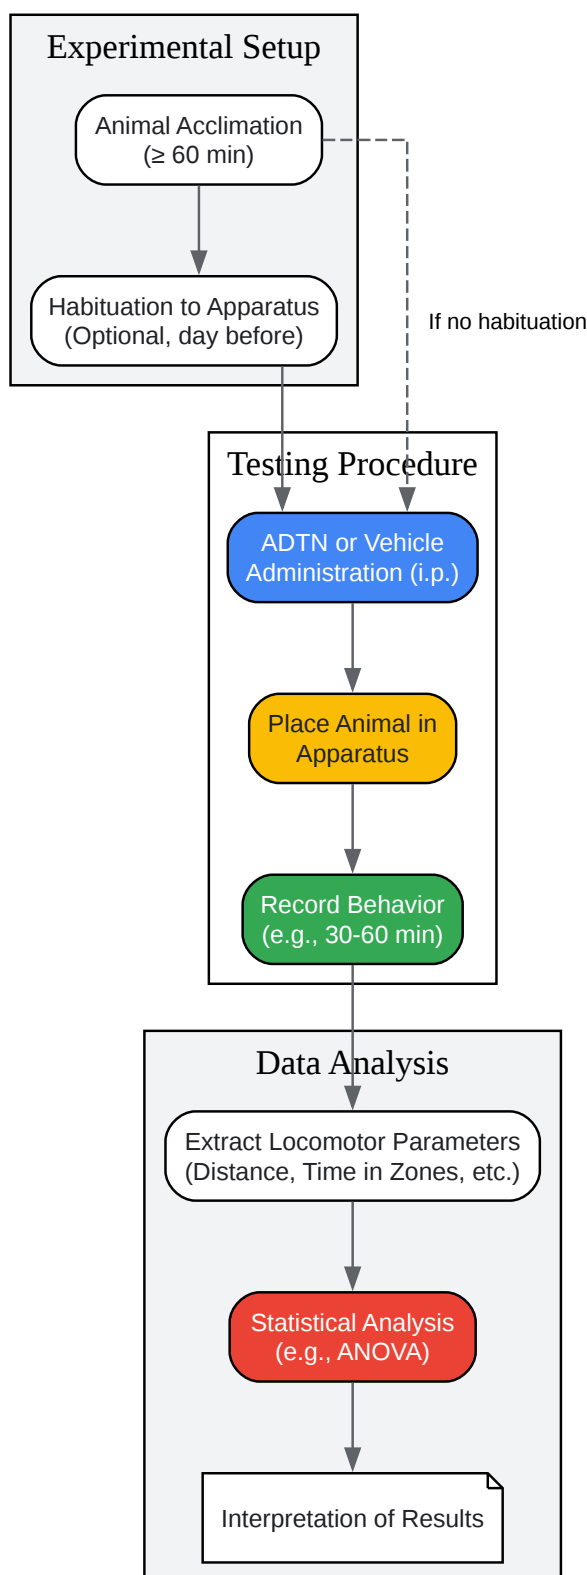 Experimental Setup
Animal Acclimation
(≥ 60 min)
Habituation to Apparatus
(Optional, day before)
If no habituation
Testing Procedure
ADTN or Vehicle
Administration (i.p.)
Place Animal in
Apparatus
Record Behavior
(e.g., 30-60 min)
Data Analysis
Extract Locomotor Parameters
(Distance, Time in Zones, etc.)
Statistical Analysis
(e.g., ANOVA)
Interpretation of Results